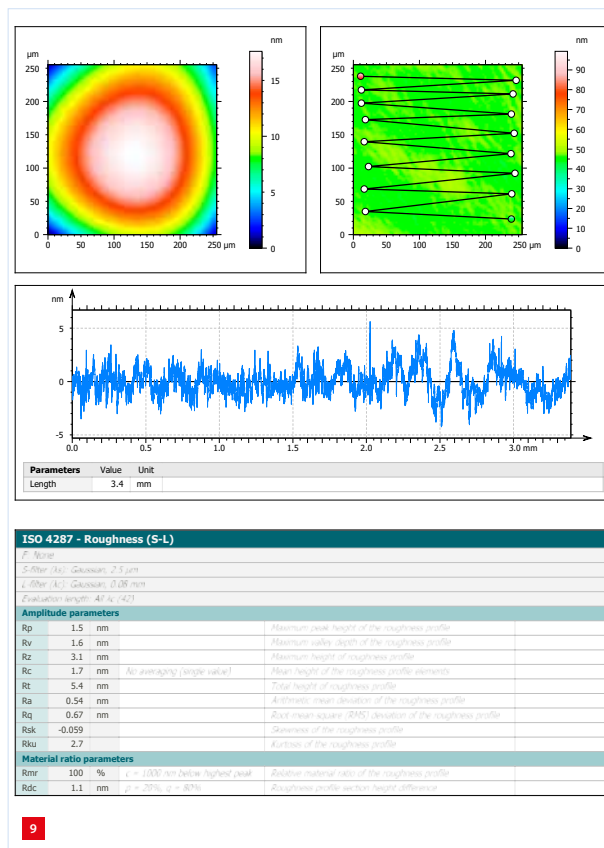 nm
µm
250
200
150
100
50
0
0 50 100 150 200 250 µm
15
10
5
0
nm
µm
250
200
150
100
50
0
0 50 100 150 200 250 µm
90
80
70
60
50
40
30
20
10
0
nm
5
0
-5
0.0 0.5 1.0 1.5 2.0 2.5 3.0 mm
Parameters Value Unit
Length 3.4 mm
ISO 4287 - Roughness (S-L)
F: None
S-filter (λs): Gaussian, 2.5 µm
L-filter (λc): Gaussian, 0.08 mm
Evaluation length: All λc (42)
Amplitude parameters
Rp 1.5 nm Maximum peak height of the roughness profile
Rv 1.6 nm Maximum valley depth of the roughness profile
Rz 3.1 nm Maximum height of roughness profile
Rc 1.7 nm No averaging (single value) Mean height of the roughness profile elements
Rt 5.4 nm Total height of roughness profile
Ra 0.54 nm Arithmetic mean deviation of the roughness profile
Rq 0.67 nm Root-mean-square (RMS) deviation of the roughness profile
Rsk -0.059 Skewness of the roughness profile
Rku 2.7 Kurtosis of the roughness profile
Material ratio parameters
Rmr 100 % c = 1000 nm below highest peak Relative material ratio of the roughness profile
Rdc 1.1 nm p = 20%, q = 80% Roughness profile section height difference
9